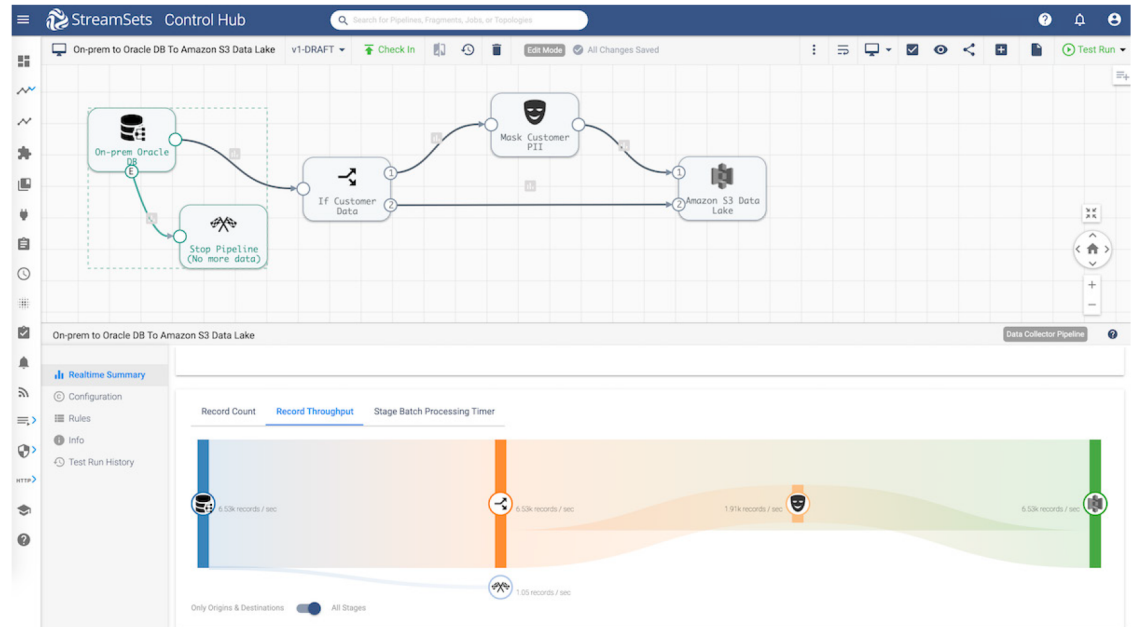 StreamSets Control Hub
Search for Pipelines, Fragments, Jobs, or Topologies
On-prem to Oracle DB To Amazon S3 Data Lake
v1-DRAFT
Check In
Edit Mode
All Changes Saved
Test Run
On-prem Oracle
DB
E
Stop Pipeline
(No more data)
If Customer
Data
1
2
Mask Customer
PII
1
2
Amazon S3 Data
Lake
On-prem to Oracle DB To Amazon S3 Data Lake
Data Collector Pipeline
HTTP
Realtime Summary
Configuration
Rules
Info
Test Run History
Record Count
Record Throughput
Stage Batch Processing Timer
6.53k records / sec
6.53k records / sec
1.91k records / sec
6.53k records / sec
1.05 records / sec
Only Origins & Destinations
All Stages